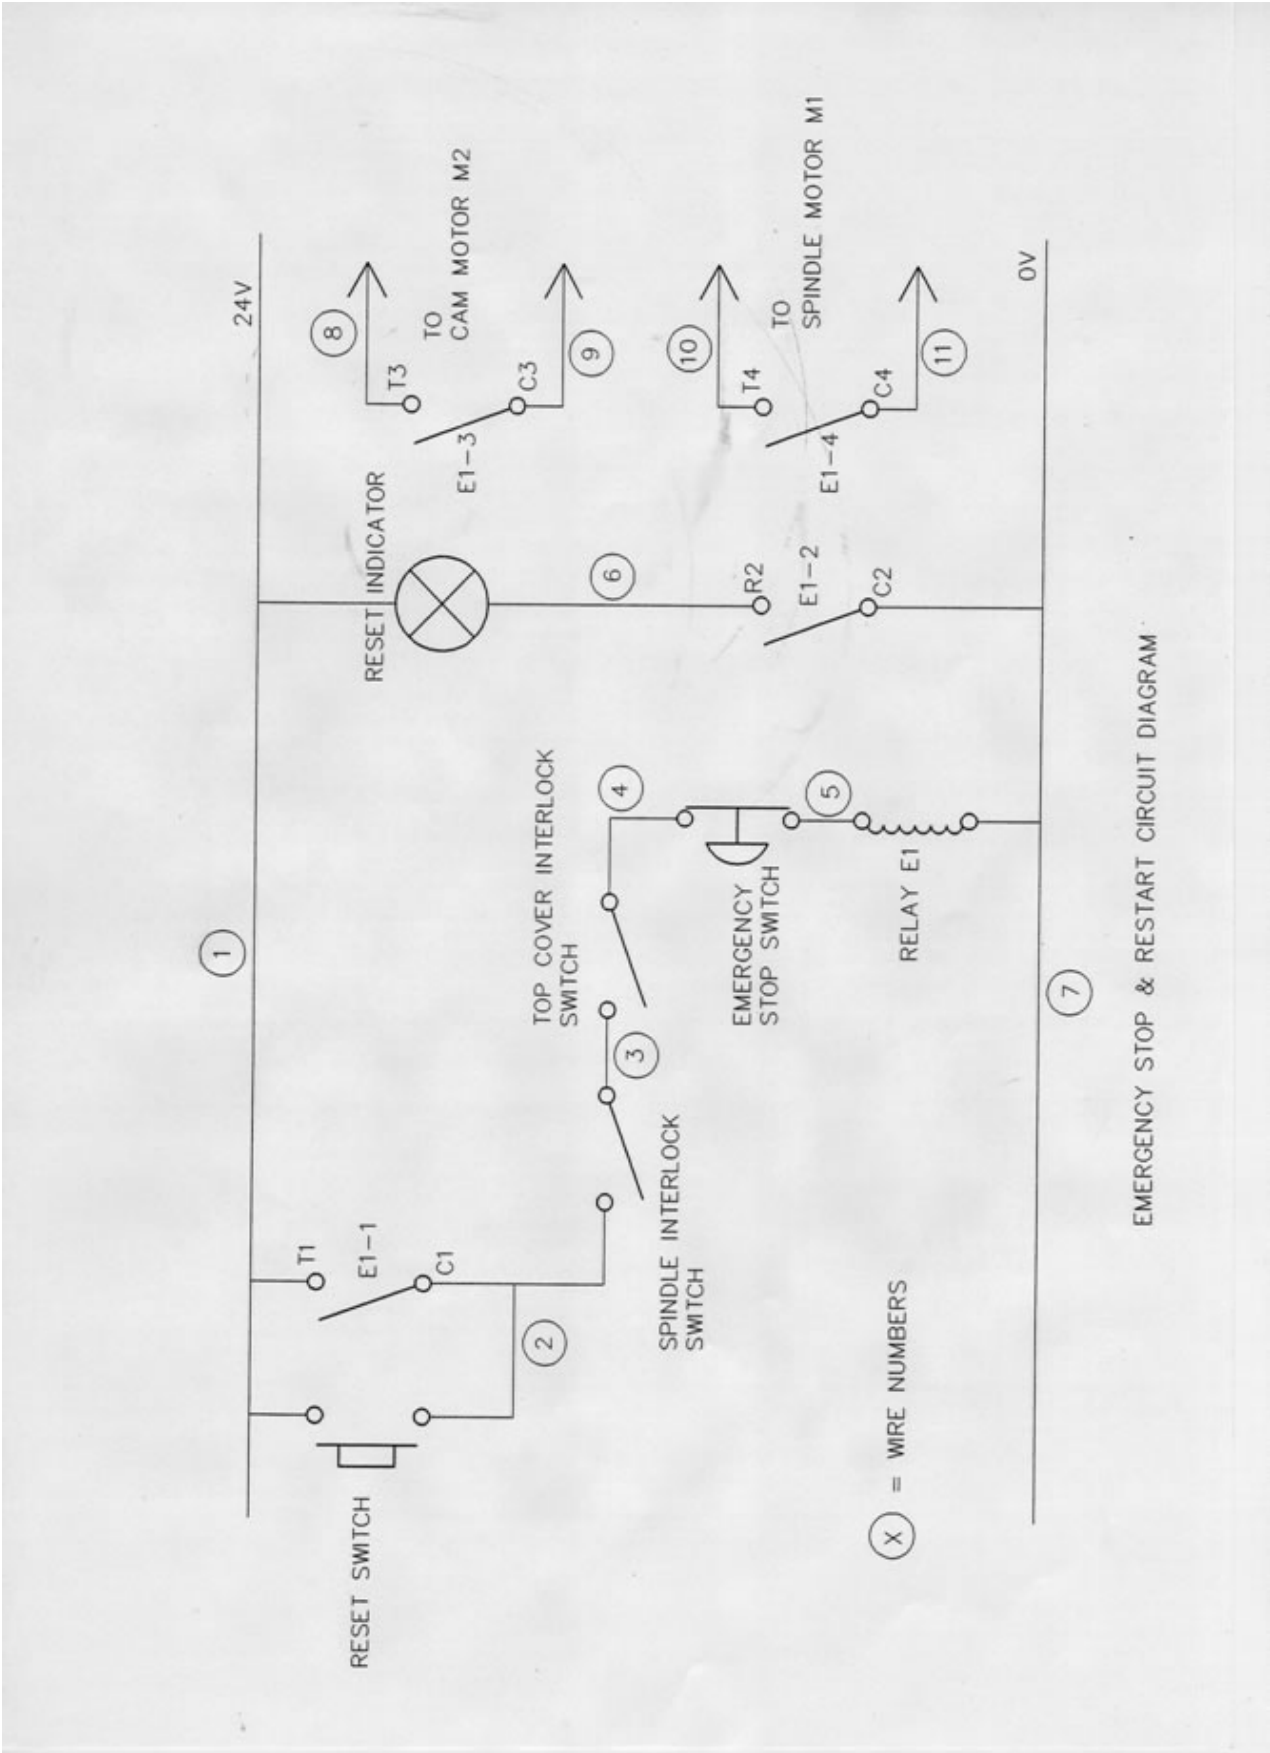 24V
1
RESET SWITCH
T1
E1-1
C1
2
SPINDLE INTERLOCK
SWITCH
3
TOP COVER INTERLOCK
SWITCH
4
EMERGENCY
STOP SWITCH
5
RELAY E1
RESET INDICATOR
6
R2
E1-2
C2
8
T3
E1-3
C3
9
TO
CAM MOTOR M2
10
T4
E1-4
C4
11
TO
SPINDLE MOTOR M1
0V
7
X = WIRE NUMBERS
EMERGENCY STOP & RESTART CIRCUIT DIAGRAM